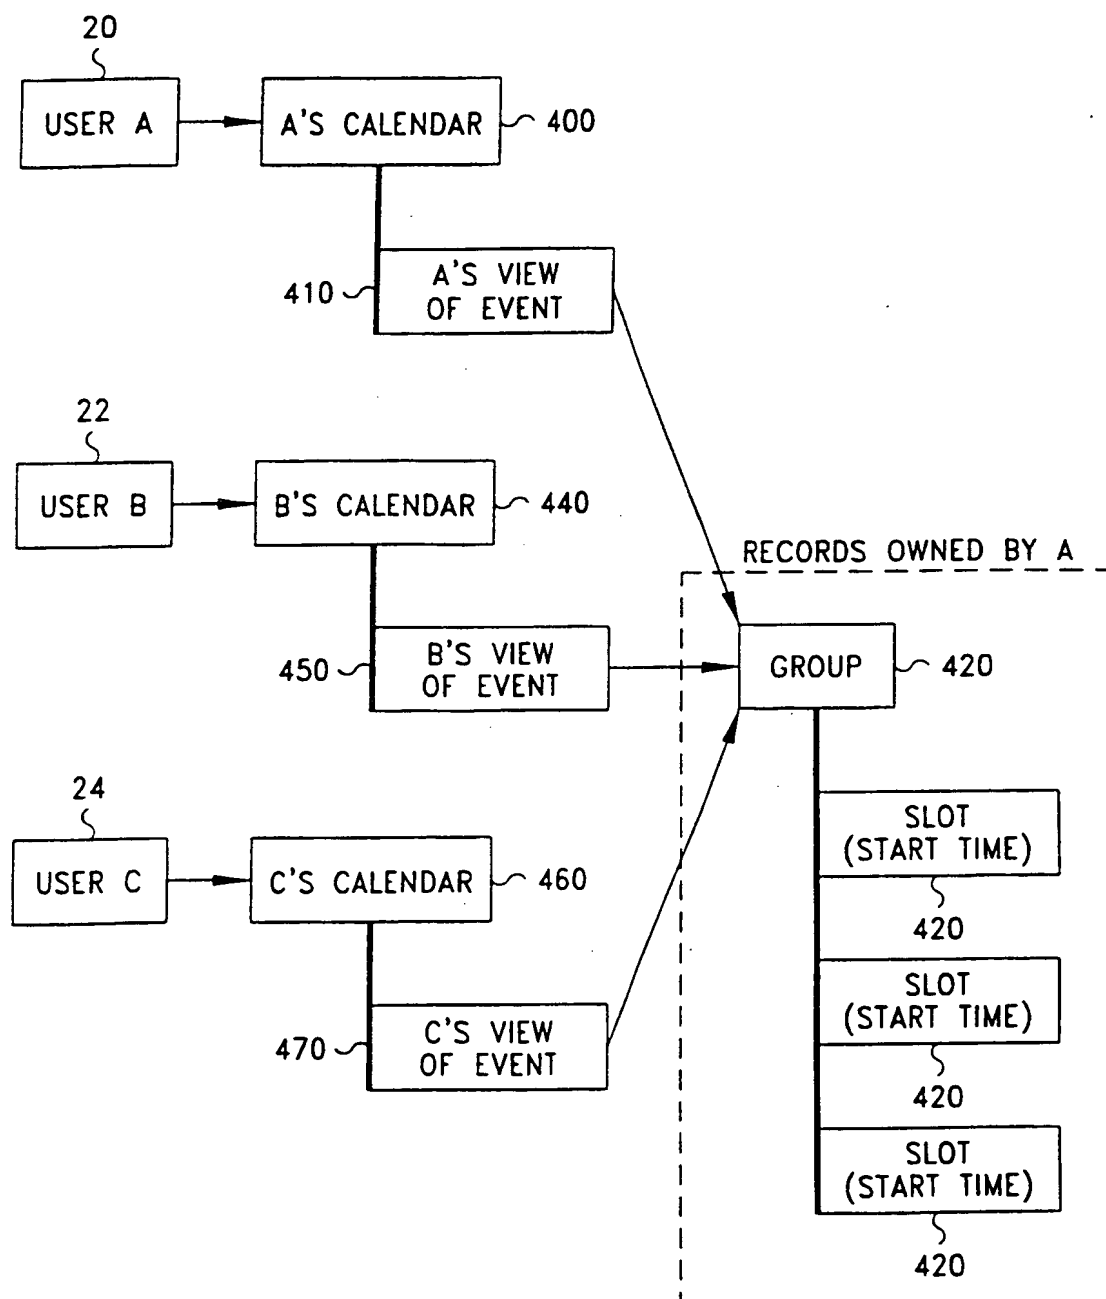 20
USER A
A'S CALENDAR
400
A'S VIEW
OF EVENT
410
22
USER B
B'S CALENDAR
440
B'S VIEW
OF EVENT
450
RECORDS OWNED BY A
GROUP
420
24
USER C
C'S CALENDAR
460
C'S VIEW
OF EVENT
470
SLOT
(START TIME)
420
SLOT
(START TIME)
420
SLOT
(START TIME)
420